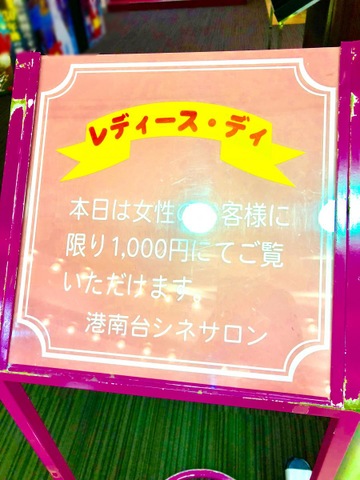 レディース・デイ
本日は女性の 客様に
限り1,000円にてご覧
いただけます。
港南台シネサロン